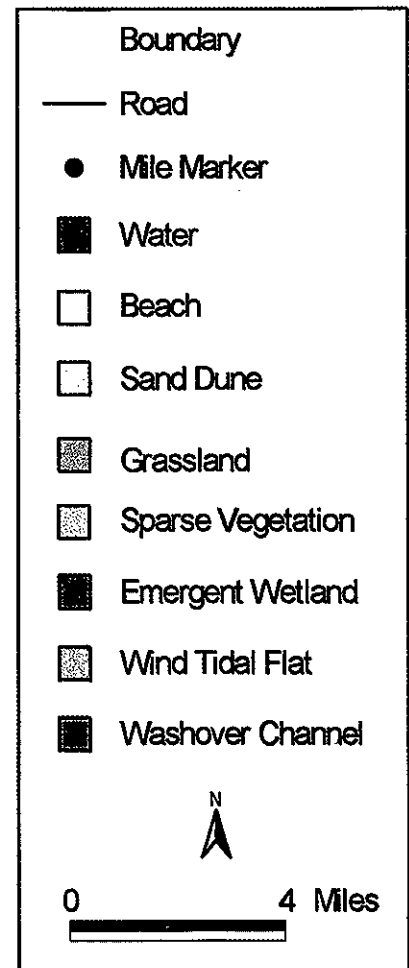 Boundary
Road
Mile Marker
Water
Beach
Sand Dune
Grassland
Sparse Vegetation
Emergent Wetland
Wind Tidal Flat
Washover Channel
N
0 4 Miles